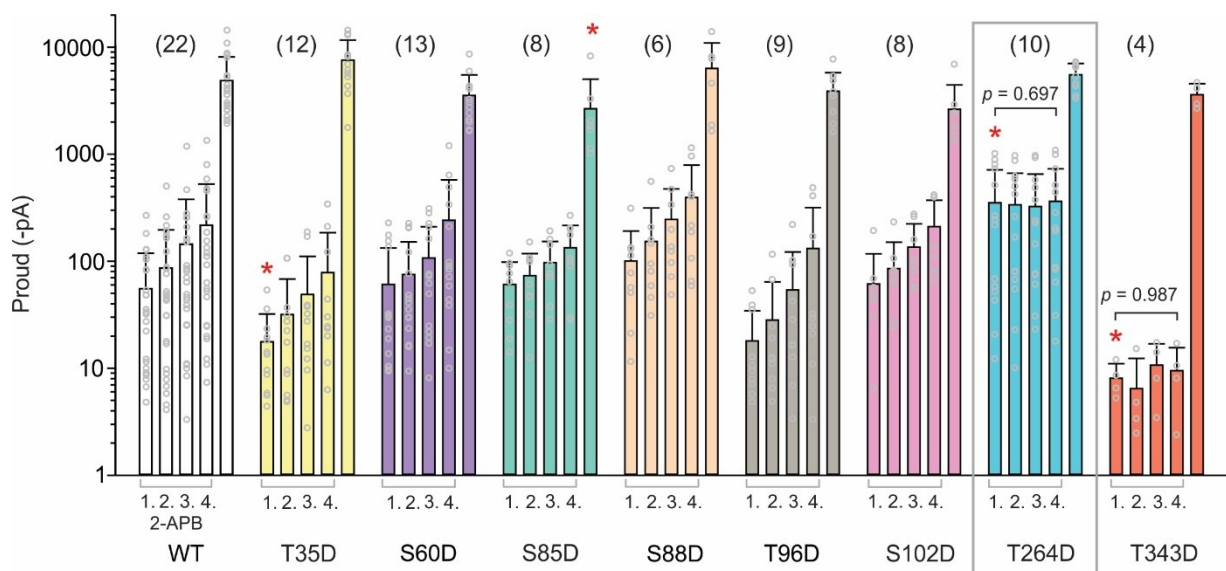 Proud (-pA)
10000
1000
100
10
1
(22)
(12)
(13)
(8)
*
(6)
(9)
(8)
(10)
(4)
p = 0.697
*
p = 0.987
*
*
1. 2. 3. 4.
1. 2. 3. 4.
1. 2. 3. 4.
1. 2. 3. 4.
1. 2. 3. 4.
1. 2. 3. 4.
1. 2. 3. 4.
1. 2. 3. 4.
1. 2. 3. 4.
2-APB
WT
T35D
S60D
S85D
S88D
T96D
S102D
T264D
T343D